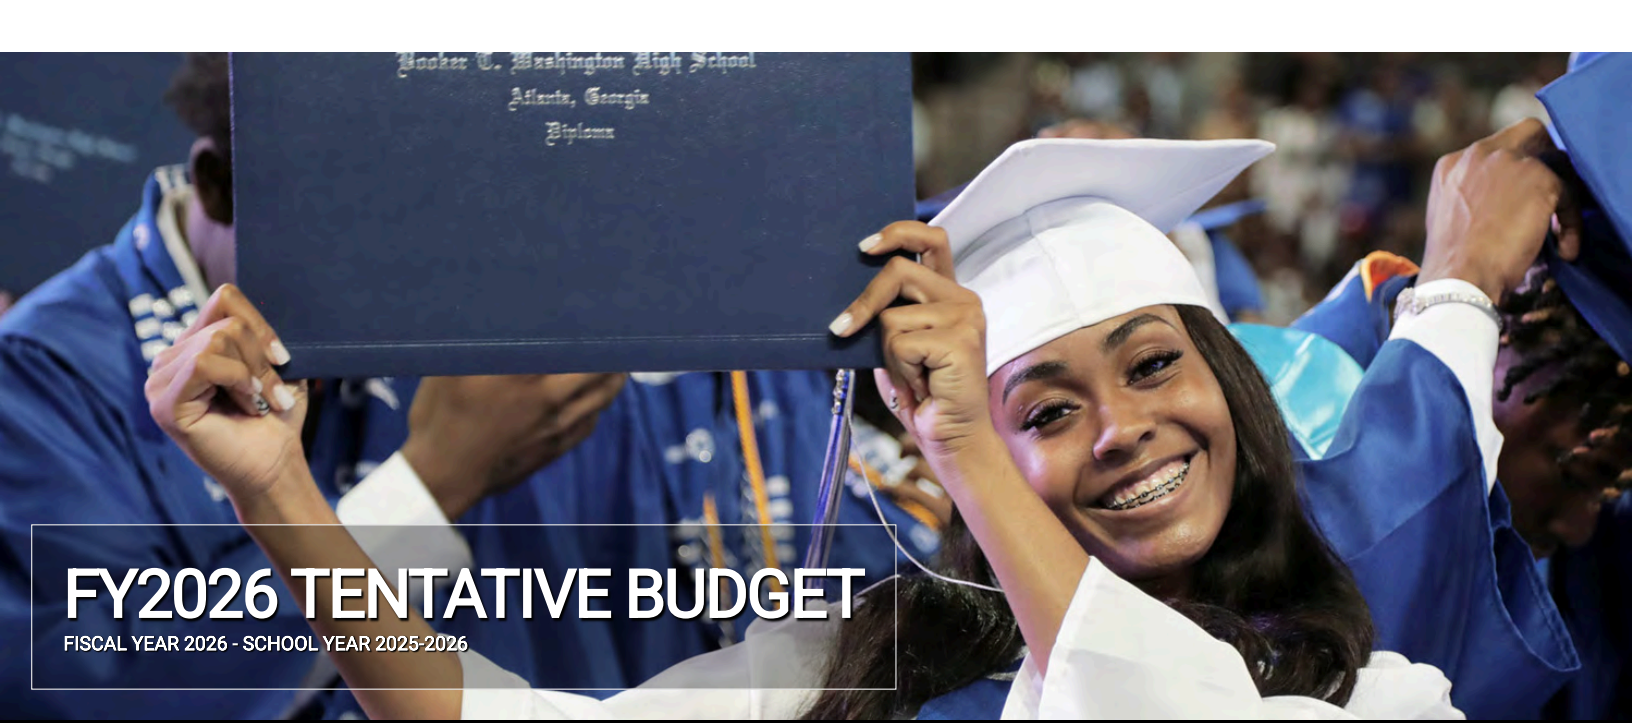 Booker T. Washington High School
Atlanta, Georgia
Diploma
FY2026 TENTATIVE BUDGET
FISCAL YEAR 2026 - SCHOOL YEAR 2025-2026